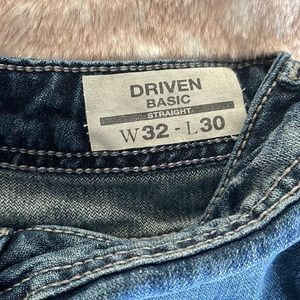 DRIVEN
BASIC
STRAIGHT
W32-L30